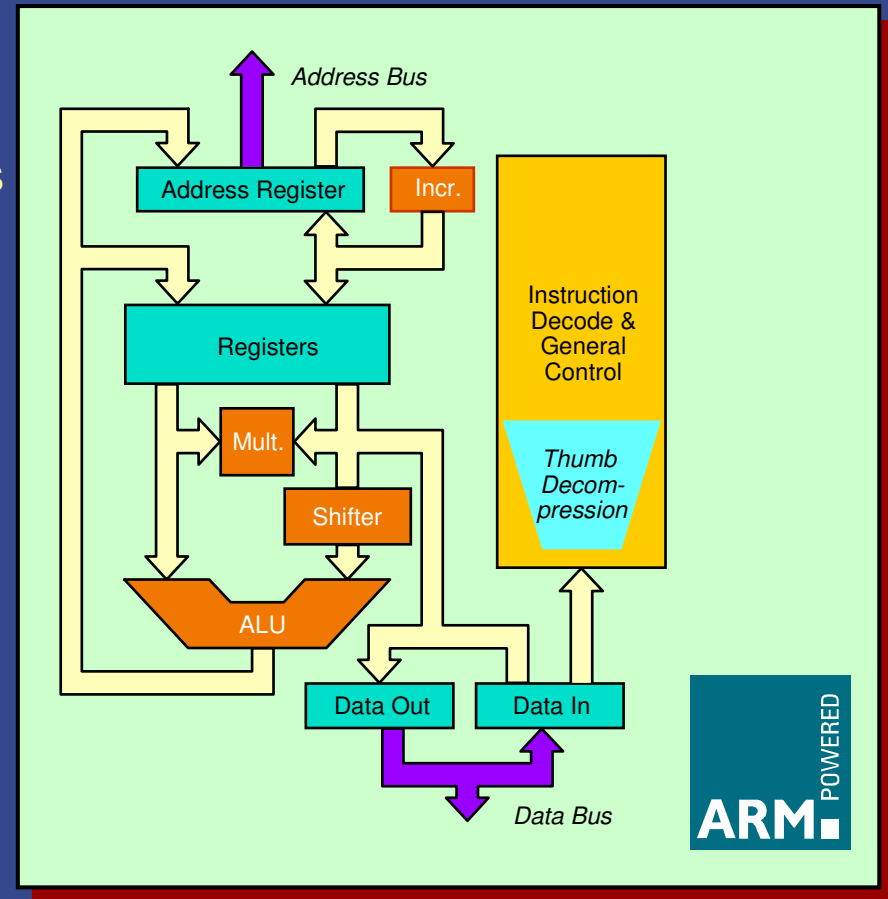 Address Bus
s
Address Register
Incr.
Instruction
Decode &
General
Control
Registers
Mult.
Thumb
Decom-
pression
Shifter
ALU
Data Out
Data In
Data Bus
ARM
POWERED